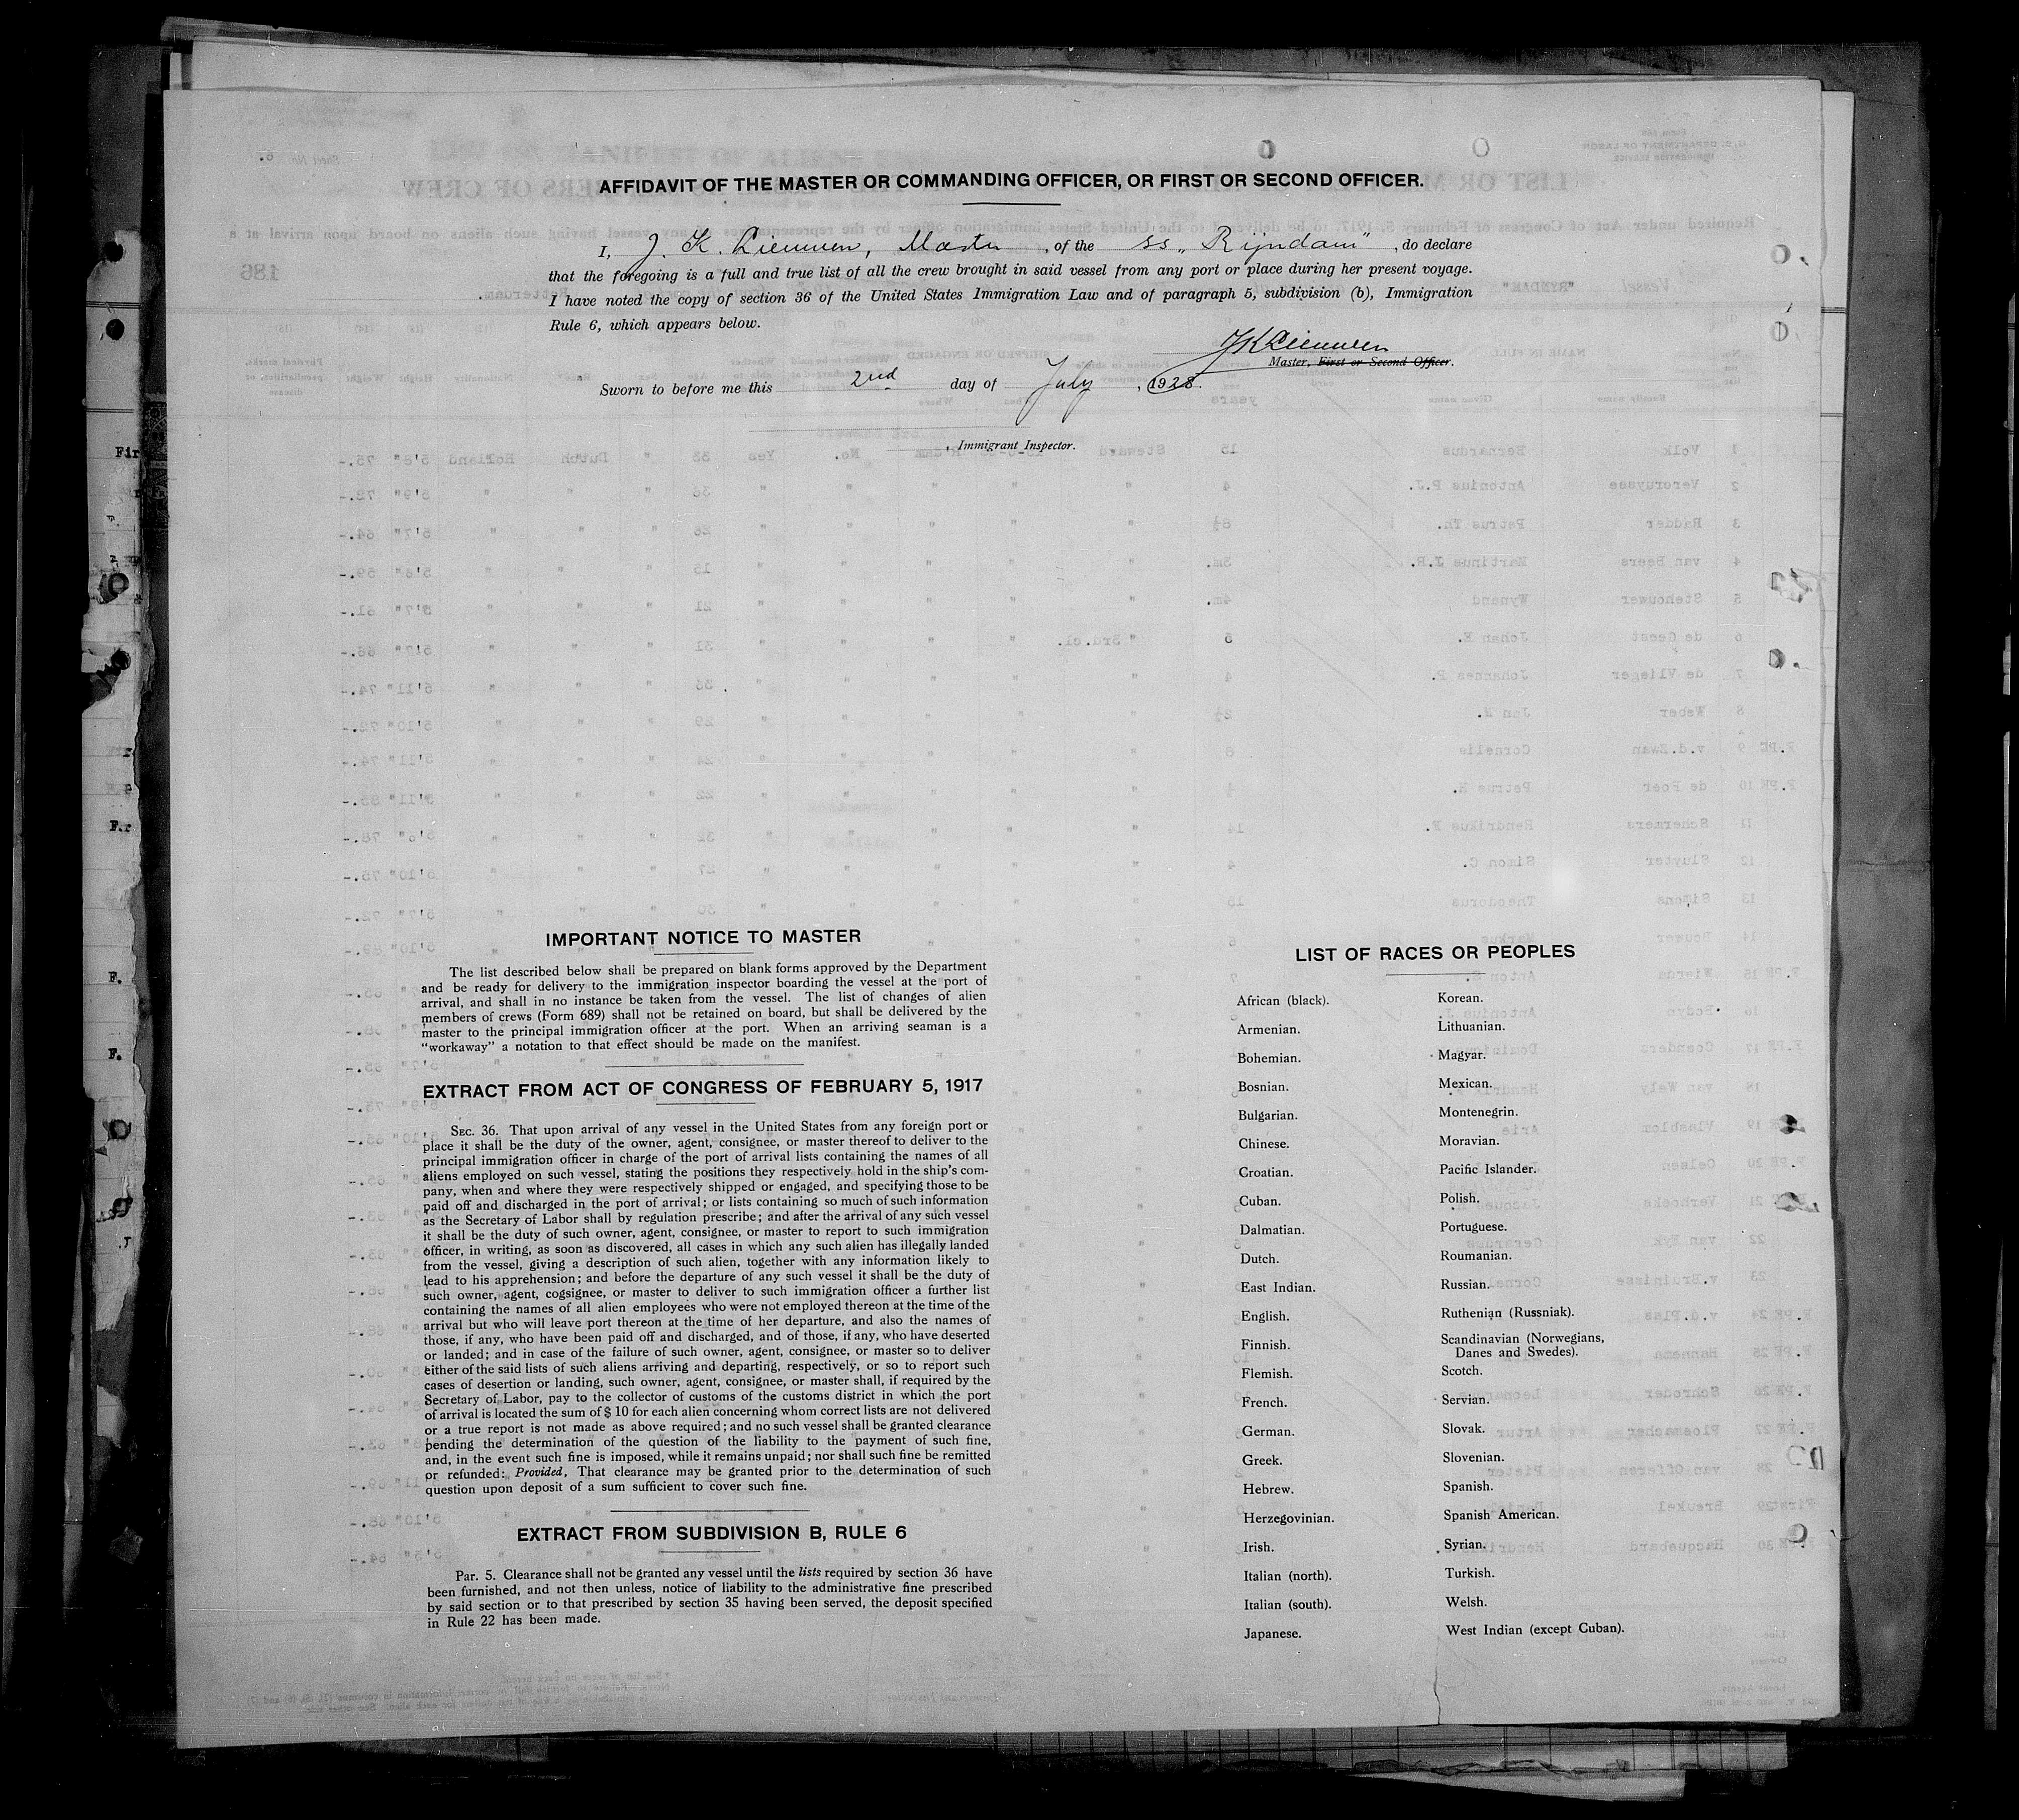 AFFIDAVIT OF THE MASTER OR COMMANDING OFFICER, OR FIRST OR SECOND OFFICER.
I, J. K. Lieuwen, Master, of the ss „Rijndam", do declare
that the foregoing is a full and true list of all the crew brought in said vessel from any port or place during her present voyage.
I have noted the copy of section 36 of the United States Immigration Law and of paragraph 5, subdivision (b), Immigration
Rule 6, which appears below.
JKLieuwen
Master, First or Second Officer.
Sworn to before me this 2nd day of July, 1928.
, Immigrant Inspector.
IMPORTANT NOTICE TO MASTER
The list described below shall be prepared on blank forms approved by the Department
and be ready for delivery to the immigration inspector boarding the vessel at the port of
arrival, and shall in no instance be taken from the vessel. The list of changes of alien
members of crews (Form 689) shall not be retained on board, but shall be delivered by the
master to the principal immigration officer at the port. When an arriving seaman is a
"workaway" a notation to that effect should be made on the manifest.
EXTRACT FROM ACT OF CONGRESS OF FEBRUARY 5, 1917
SEC. 36. That upon arrival of any vessel in the United States from any foreign port or
place it shall be the duty of the owner, agent, consignee, or master thereof to deliver to the
principal immigration officer in charge of the port of arrival lists containing the names of all
aliens employed on such vessel, stating the positions they respectively hold in the ship's com-
pany, when and where they were respectively shipped or engaged, and specifying those to be
paid off and discharged in the port of arrival; or lists containing so much of such information
as the Secretary of Labor shall by regulation prescribe; and after the arrival of any such vessel
it shall be the duty of such owner, agent, consignee, or master to report to such immigration
officer, in writing, as soon as discovered, all cases in which any such alien has illegally landed
from the vessel, giving a description of such alien, together with any information likely to
lead to his apprehension; and before the departure of any such vessel it shall be the duty of
such owner, agent, cogsignee, or master to deliver to such immigration officer a further list
containing the names of all alien employees who were not employed thereon at the time of the
arrival but who will leave port thereon at the time of her departure, and also the names of
those, if any, who have been paid off and discharged, and of those, if any, who have deserted
or landed; and in case of the failure of such owner, agent, consignee, or master so to deliver
either of the said lists of such aliens arriving and departing, respectively, or so to report such
cases of desertion or landing, such owner, agent, consignee, or master shall, if required by the
Secretary of Labor, pay to the collector of customs of the customs district in which the port
of arrival is located the sum of $ 10 for each alien concerning whom correct lists are not delivered
or a true report is not made as above required; and no such vessel shall be granted clearance
pending the determination of the question of the liability to the payment of such fine,
and, in the event such fine is imposed, while it remains unpaid; nor shall such fine be remitted
or refunded: Provided, That clearance may be granted prior to the determination of such
question upon deposit of a sum sufficient to cover such fine.
EXTRACT FROM SUBDIVISION B, RULE 6
Par. 5. Clearance shall not be granted any vessel until the lists required by section 36 have
been furnished, and not then unless, notice of liability to the administrative fine prescribed
by said section or to that prescribed by section 35 having been served, the deposit specified
in Rule 22 has been made.
LIST OF RACES OR PEOPLES
African (black).
Armenian.
Bohemian.
Bosnian.
Bulgarian.
Chinese.
Croatian.
Cuban.
Dalmatian.
Dutch.
East Indian.
English.
Finnish.
Flemish.
French.
German.
Greek.
Hebrew.
Herzegovinian.
Irish.
Italian (north).
Italian (south).
Japanese.
Korean.
Lithuanian.
Magyar.
Mexican.
Montenegrin.
Moravian.
Pacific Islander.
Polish.
Portuguese.
Roumanian.
Russian.
Ruthenian (Russniak).
Scandinavian (Norwegians,
Danes and Swedes).
Scotch.
Servian.
Slovak.
Slovenian.
Spanish.
Spanish American.
Syrian.
Turkish.
Welsh.
West Indian (except Cuban).